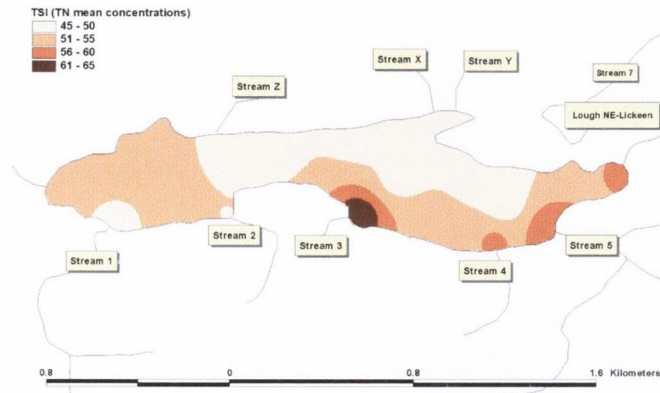 TSI (TN mean concentrations)
45 - 50
51 - 55
56 - 60
61 - 65
Stream X
Stream Y
Stream 7
Stream Z
Lough NE-Lickeen
Stream 1
Stream 2
Stream 3
Stream 4
Stream 5
0.8 0 0.8 1.6 Kilometers